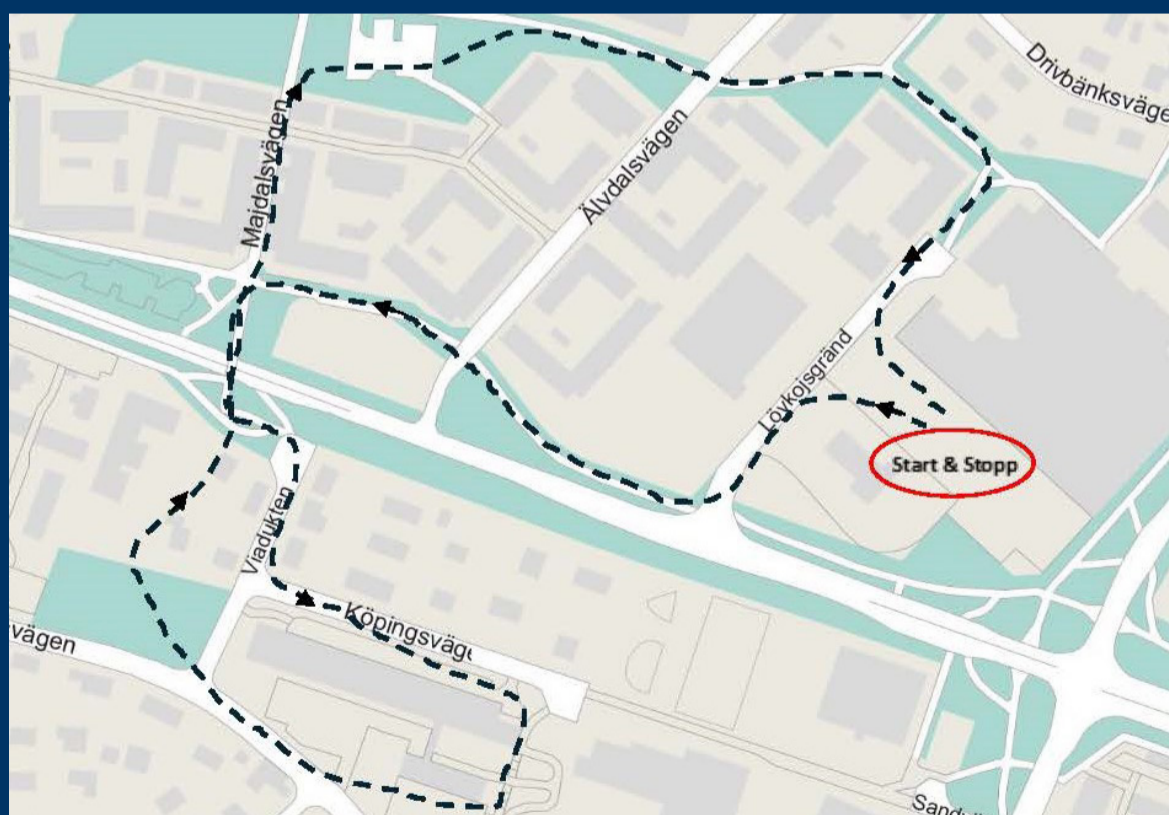 Drivbänksväge
Majdalsvägen
Älvdalsvägen
Lövkojsgränd
Start & Stopp
Viadukten
Köpingsväge
vägen